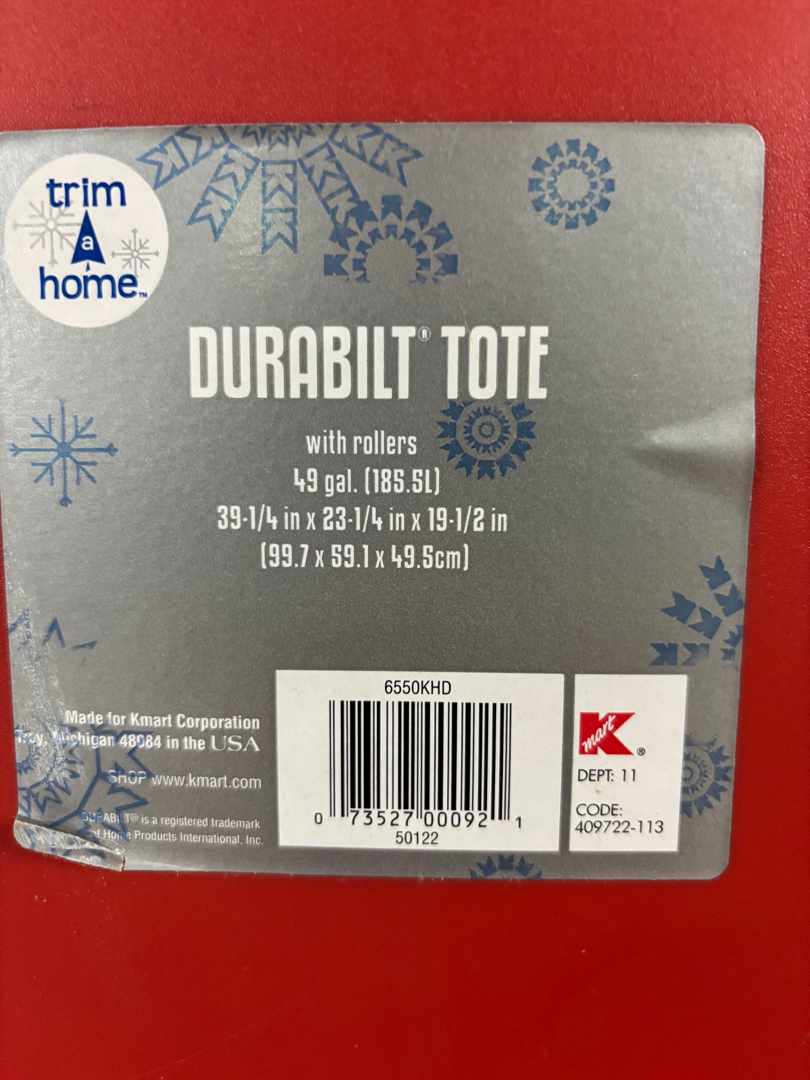 trim
a
home™
DURABILT® TOTE
with rollers
49 gal. (185.5L)
39-1/4 in x 23-1/4 in x 19-1/2 in
(99.7 x 59.1 x 49.5cm)
Made for Kmart Corporation
Troy, Michigan 48084 in the USA
SHOP www.kmart.com
DURABILT® is a registered trademark
of Home Products International, Inc.
6550KHD
0 73527 00092 1
50122
K
mart ®
DEPT: 11
CODE:
409722-113